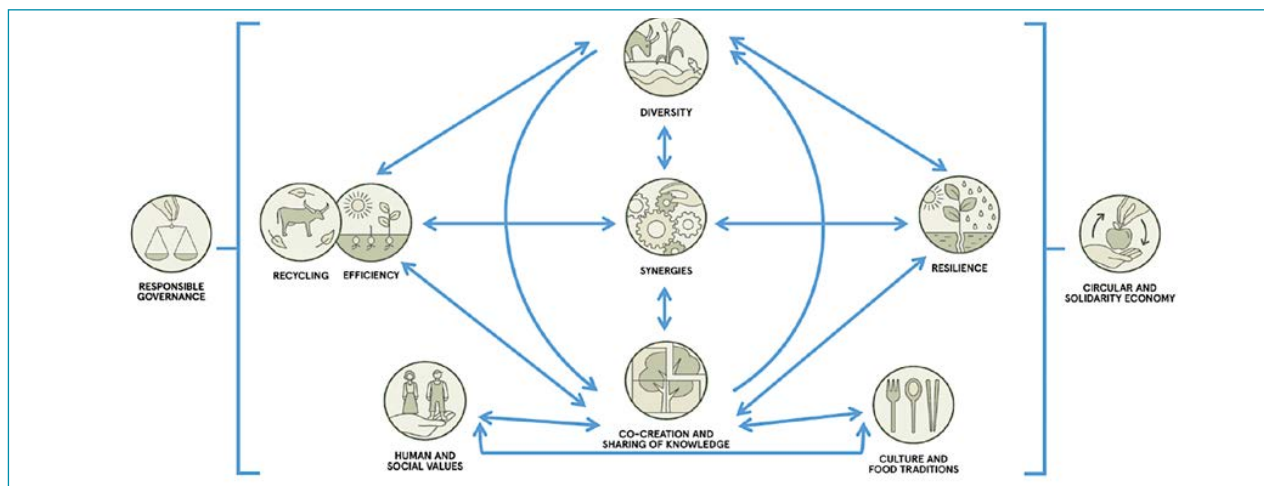 DIVERSITY
RESPONSIBLE
GOVERNANCE
RECYCLING
EFFICIENCY
SYNERGIES
RESILIENCE
CIRCULAR AND
SOLIDARITY ECONOMY
HUMAN AND
SOCIAL VALUES
CO-CREATION AND
SHARING OF KNOWLEDGE
CULTURE AND
FOOD TRADITIONS